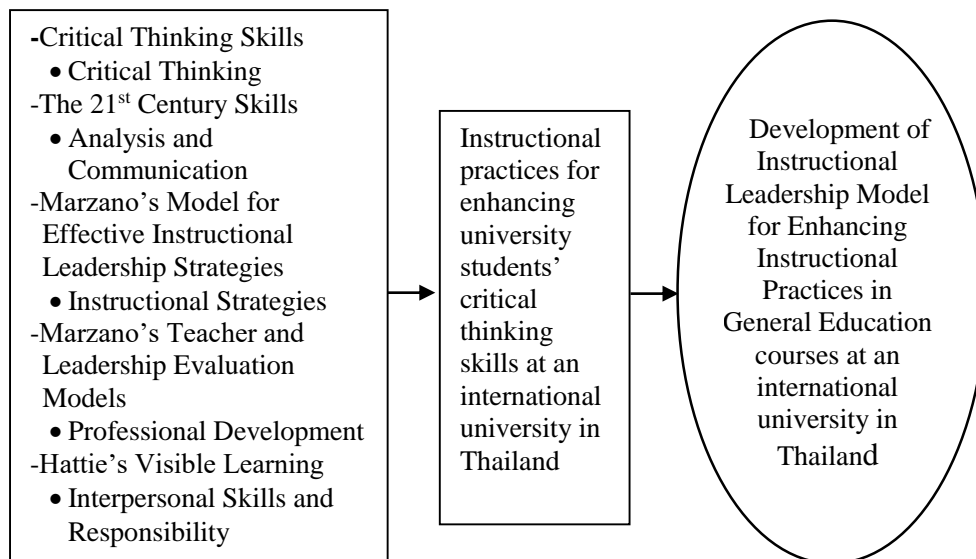 -Critical Thinking Skills
• Critical Thinking
-The 21st Century Skills
• Analysis and
Communication
-Marzano’s Model for
Effective Instructional
Leadership Strategies
• Instructional Strategies
-Marzano’s Teacher and
Leadership Evaluation
Models
• Professional Development
-Hattie’s Visible Learning
• Interpersonal Skills and
Responsibility
Instructional
practices for
enhancing
university
students’
critical
thinking
skills at an
international
university in
Thailand
Development of
Instructional
Leadership Model
for Enhancing
Instructional
Practices in
General Education
courses at an
international
university in
Thailand